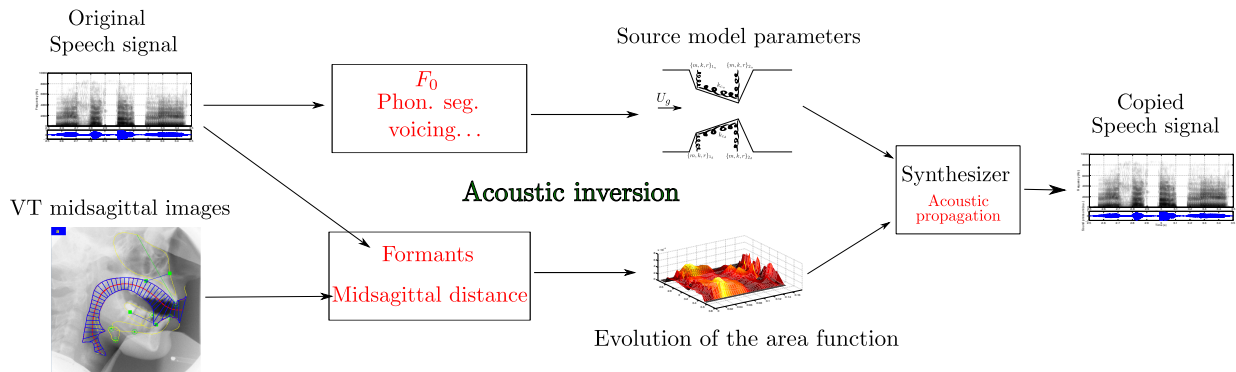 Original
Speech signal
F₀
Phon. seg.
voicing...
Source model parameters
U_g
Copied
Speech signal
Synthesizer
Acoustic
propagation
Acoustic inversion
VT midsagittal images
Formants
Midsagittal distance
Evolution of the area function